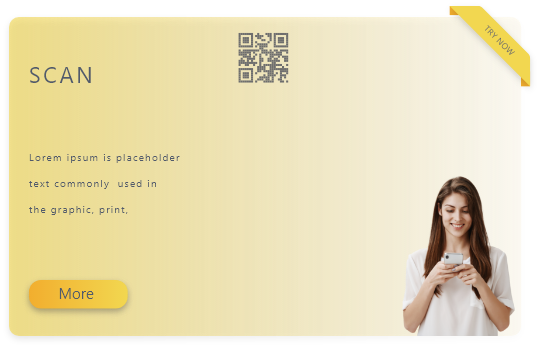 TRY NOW
SCAN
Lorem ipsum is placeholder
text commonly used in
the graphic, print,
More